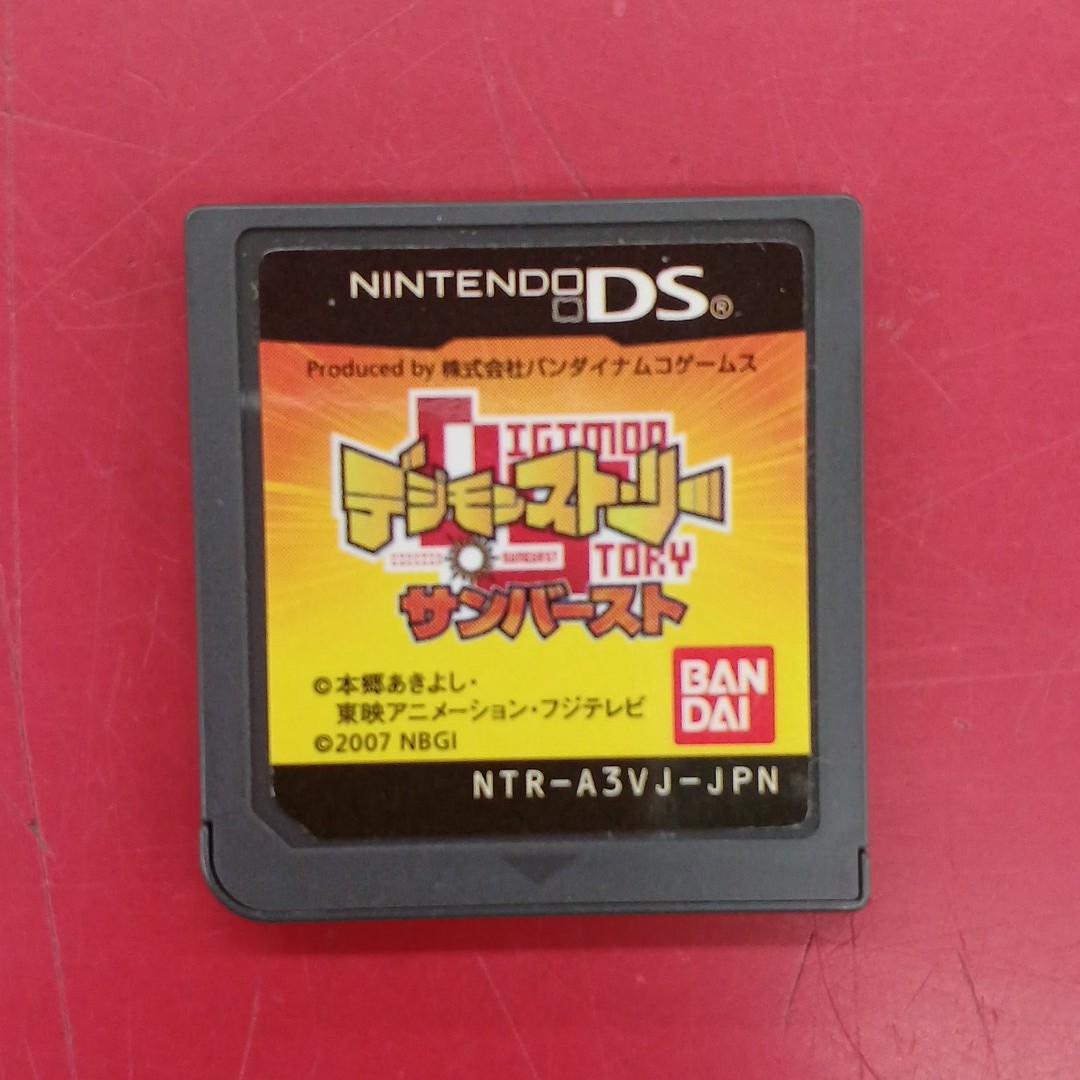 NINTENDO DS®
Produced by 株式会社バンダイナムコゲームス
DIGIMON
デジモンストーリー
SUNBURST
STORY
サンバースト
©本郷あきよし・
東映アニメーション・フジテレビ
©2007 NBGI
BAN
DAI
NTR-A3VJ-JPN